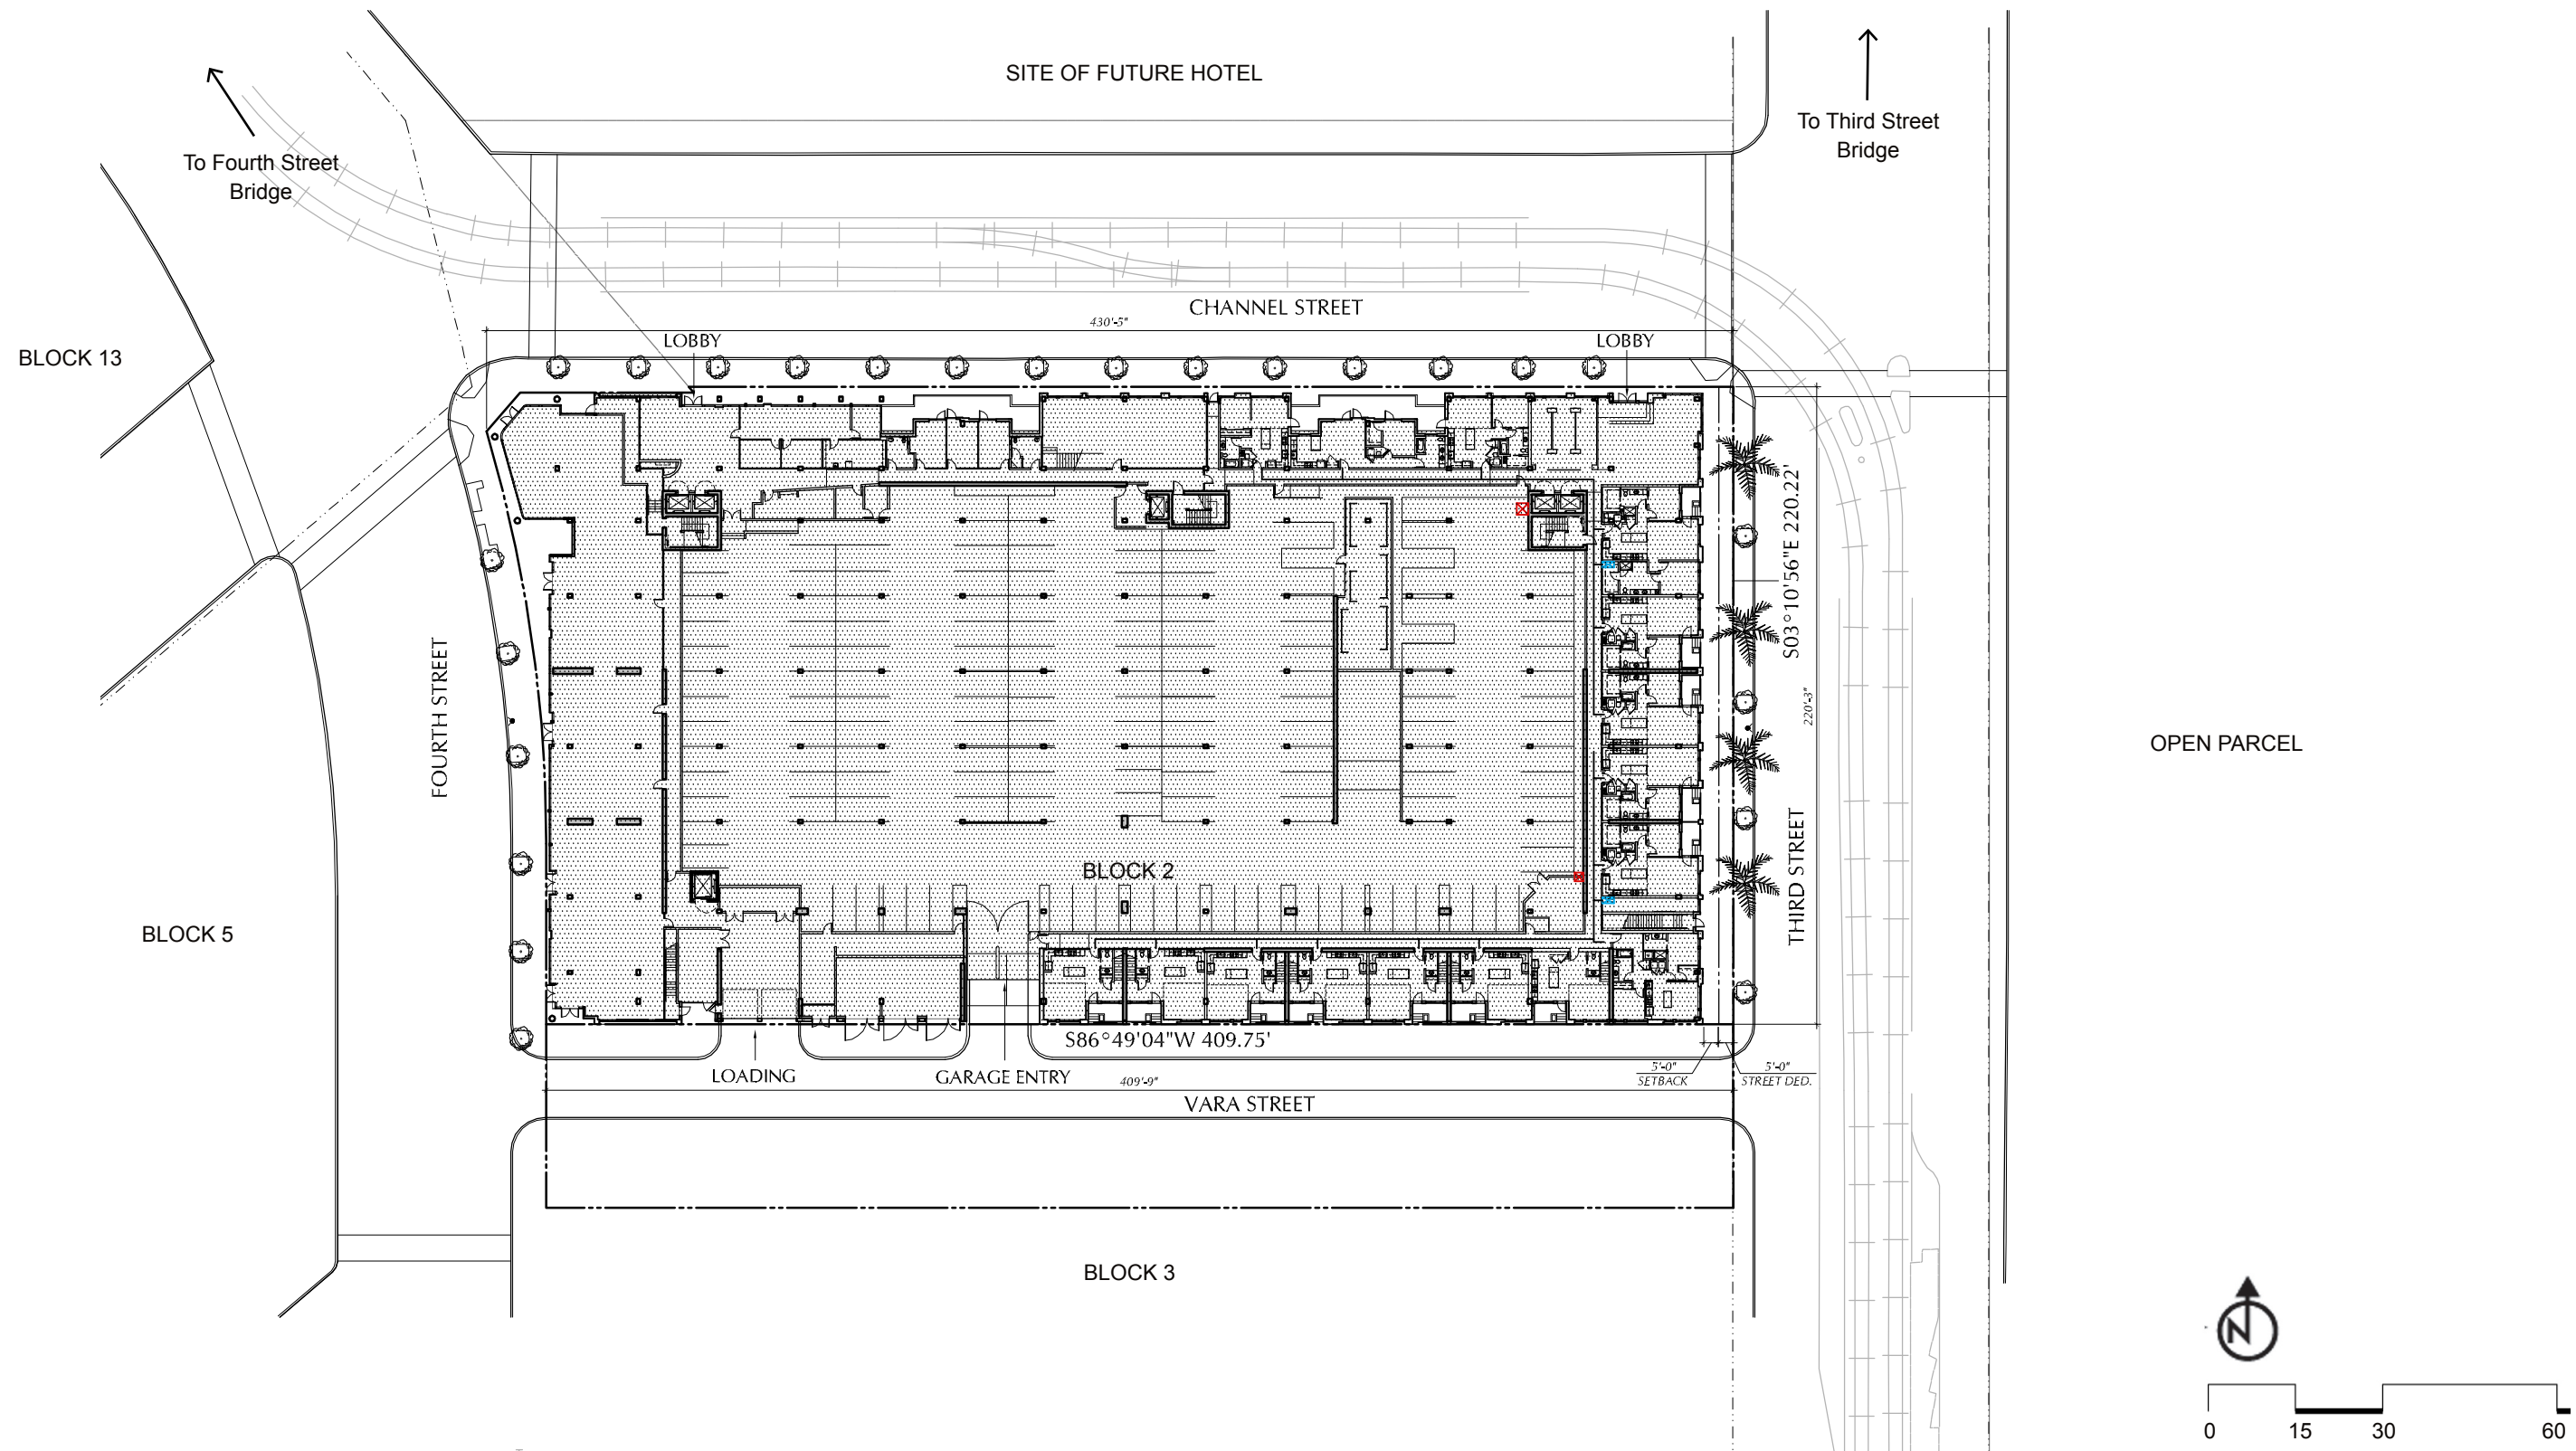 SITE OF FUTURE HOTEL
To Third Street
Bridge
To Fourth Street
Bridge
CHANNEL STREET
430'-5"
LOBBY
LOBBY
BLOCK 13
S03°10'56"E 220.22'
220'-3"
FOURTH STREET
THIRD STREET
OPEN PARCEL
BLOCK 2
BLOCK 5
S86°49'04"W 409.75'
LOADING
GARAGE ENTRY
409'-9"
5'-0"
SETBACK
5'-0"
STREET DED.
VARA STREET
BLOCK 3
N
0 15 30 60